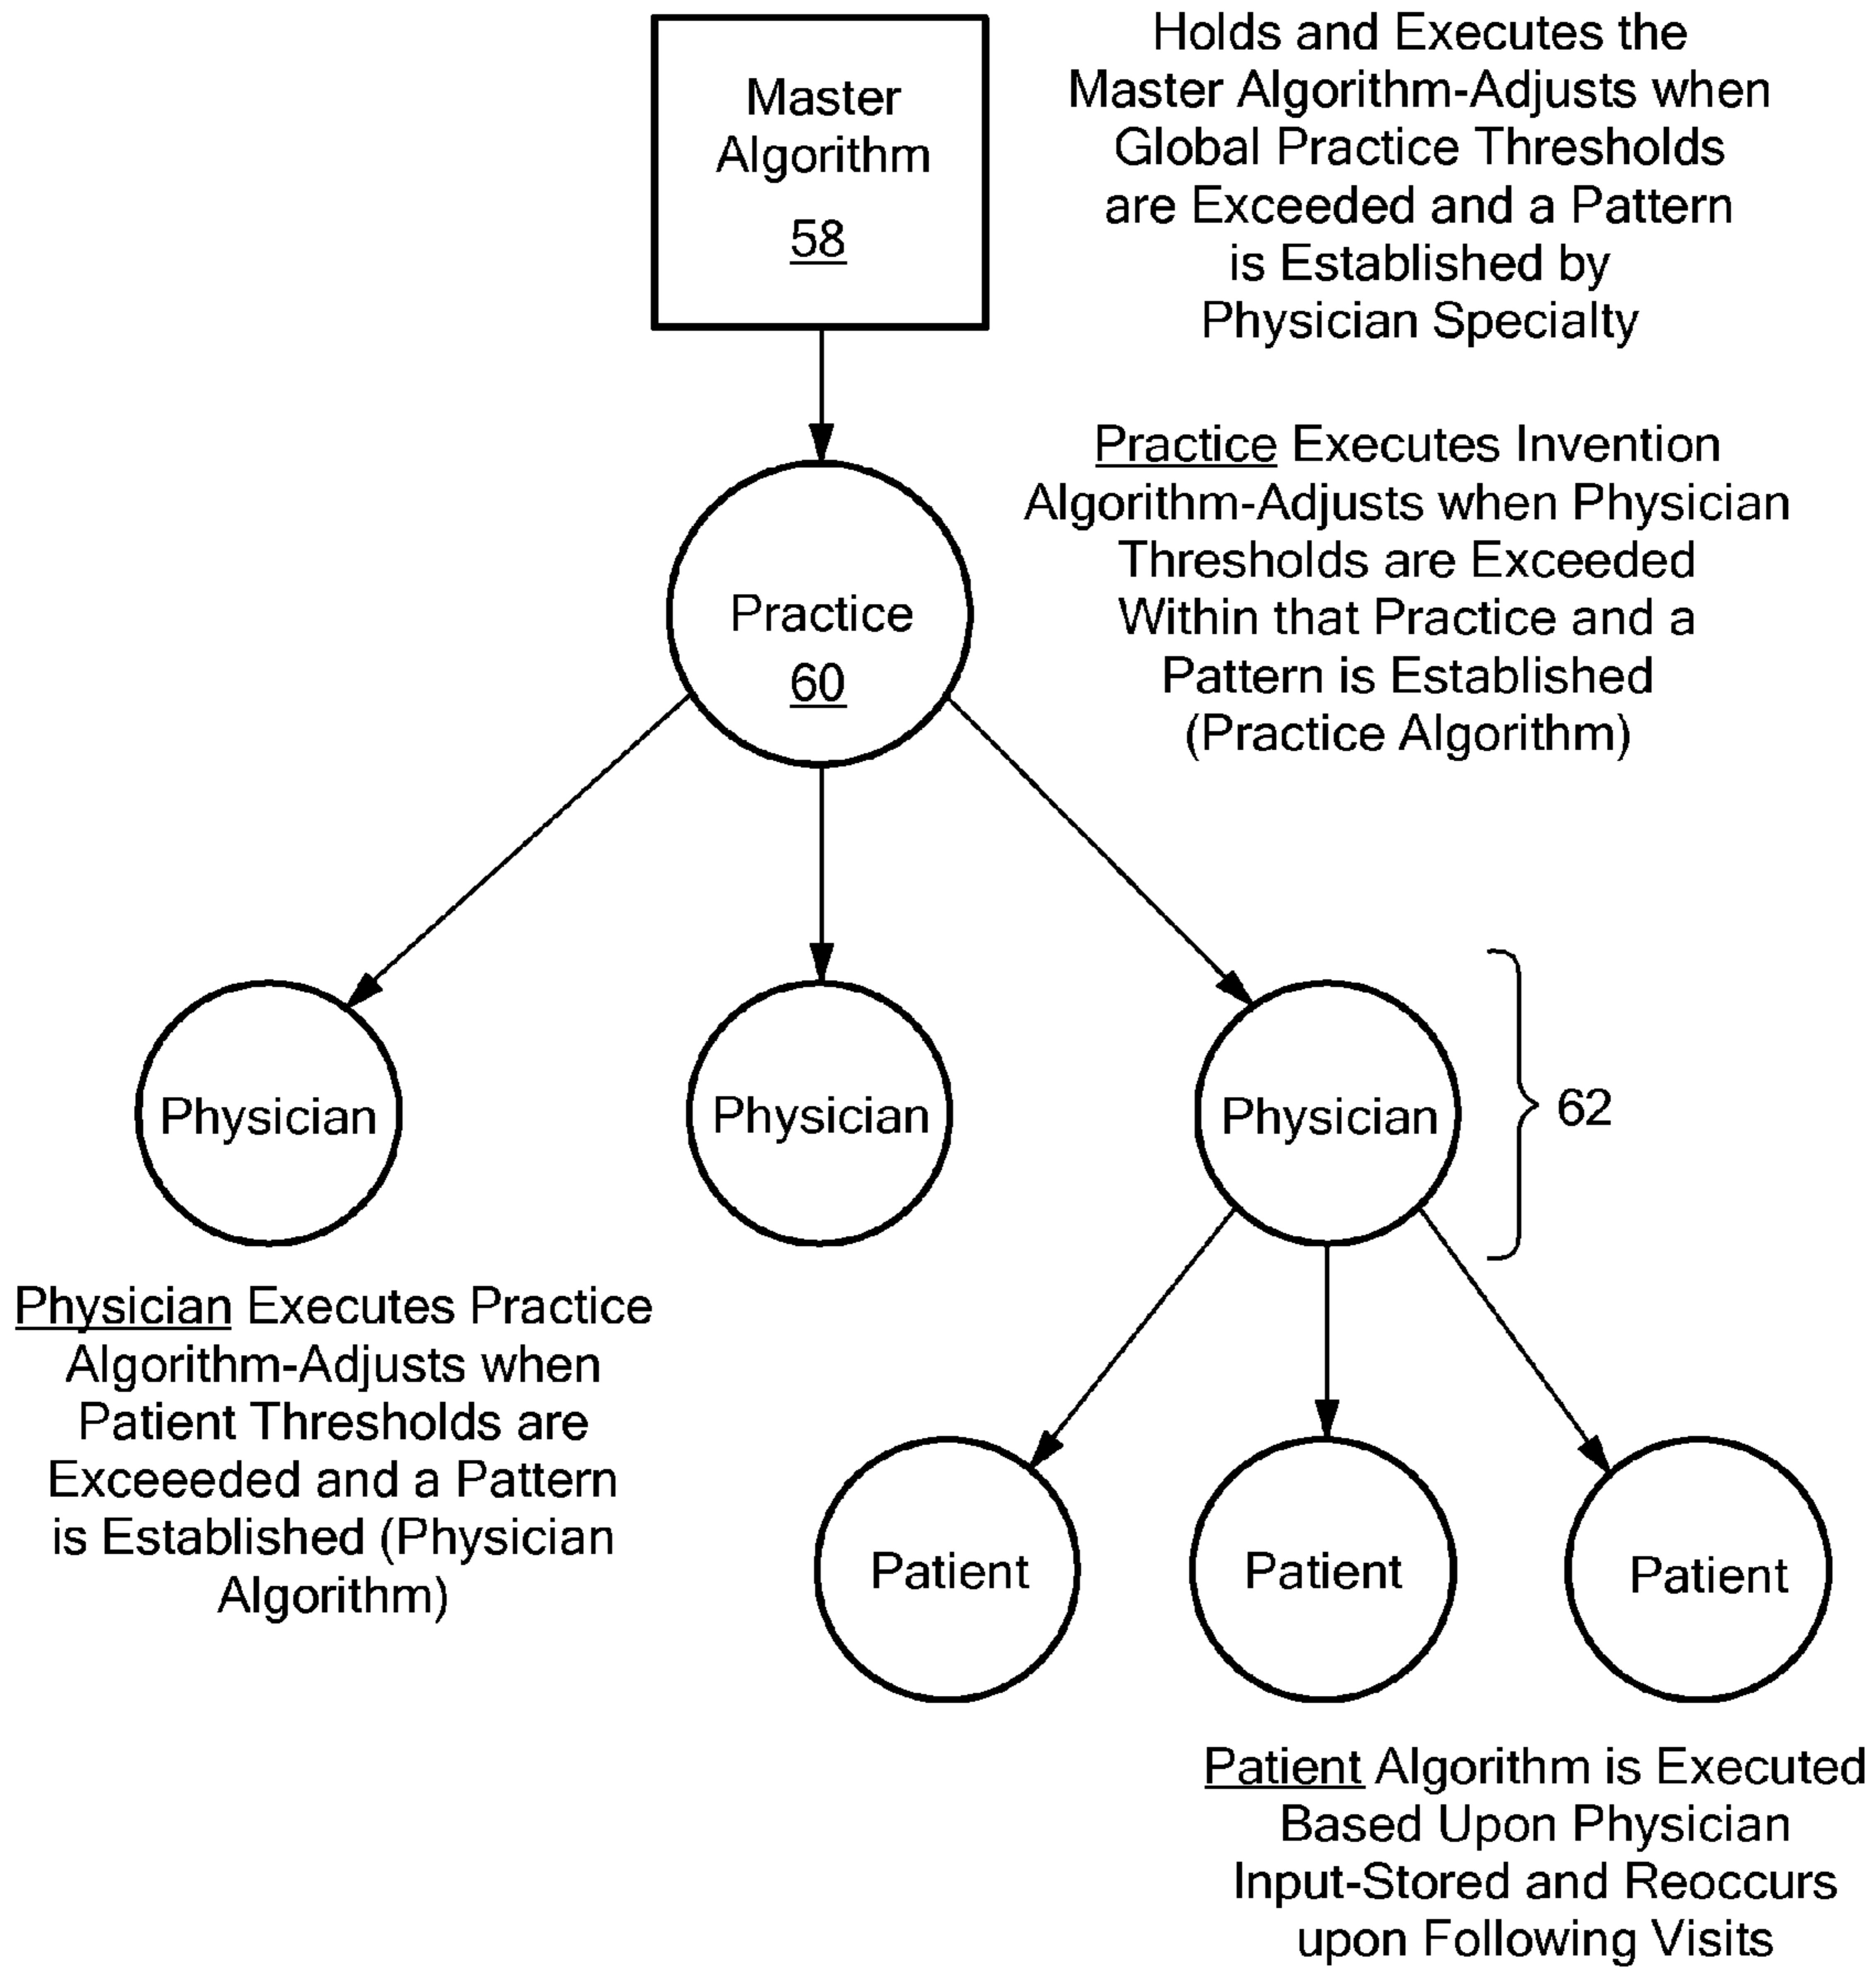 Master
Algorithm
58
Holds and Executes the
Master Algorithm-Adjusts when
Global Practice Thresholds
are Exceeded and a Pattern
is Established by
Physician Specialty
Practice
60
Practice Executes Invention
Algorithm-Adjusts when Physician
Thresholds are Exceeded
Within that Practice and a
Pattern is Established
(Practice Algorithm)
Physician
Physician
Physician
62
Physician Executes Practice
Algorithm-Adjusts when
Patient Thresholds are
Exceeeded and a Pattern
is Established (Physician
Algorithm)
Patient
Patient
Patient
Patient Algorithm is Executed
Based Upon Physician
Input-Stored and Reoccurs
upon Following Visits